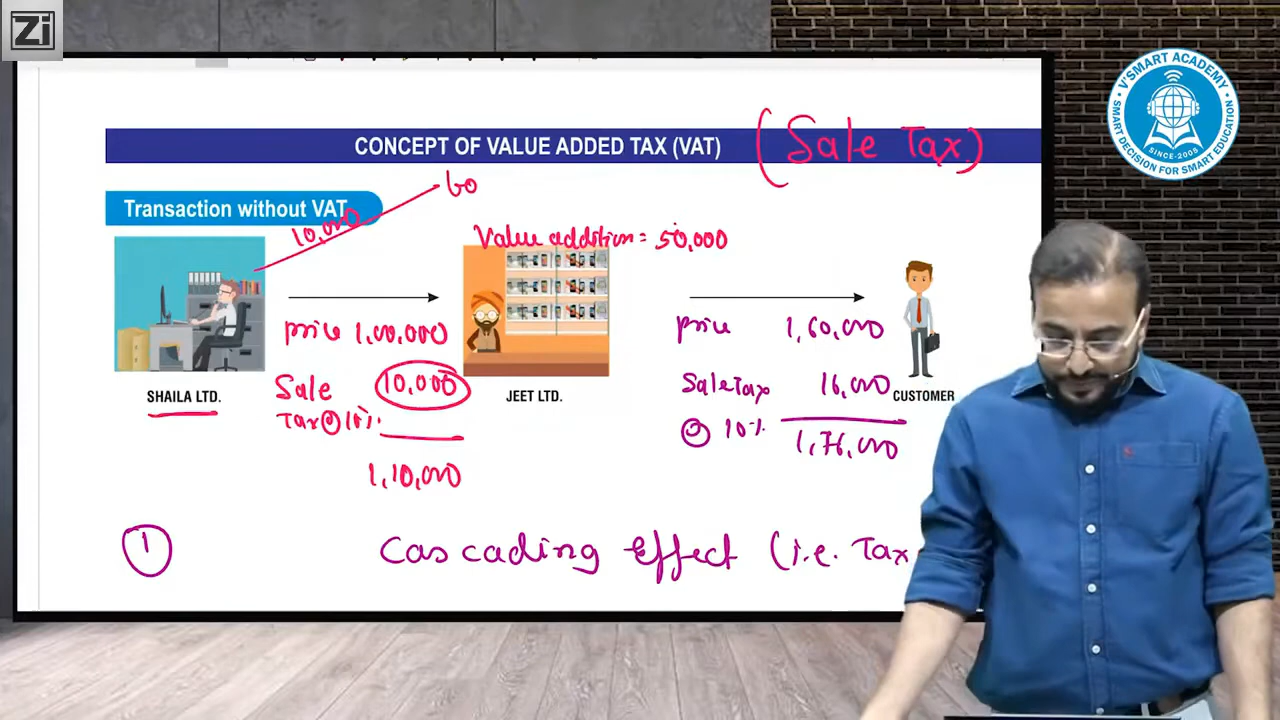 Zi
V'SMART ACADEMY
SINCE-2005
SMART DECISION FOR SMART EDUCATION
CONCEPT OF VALUE ADDED TAX (VAT) (Sale Tax)
Transaction without VAT
10,000
Value addition = 50,000
price 1,00,000
Sale 10,000
Tax @ 10%
1,10,000
price 1,60,000
Sale Tax 16,000
@ 10%
1,76,000
SHAILA LTD.
JEET LTD.
CUSTOMER
1 Cascading effect (i.e. Tax